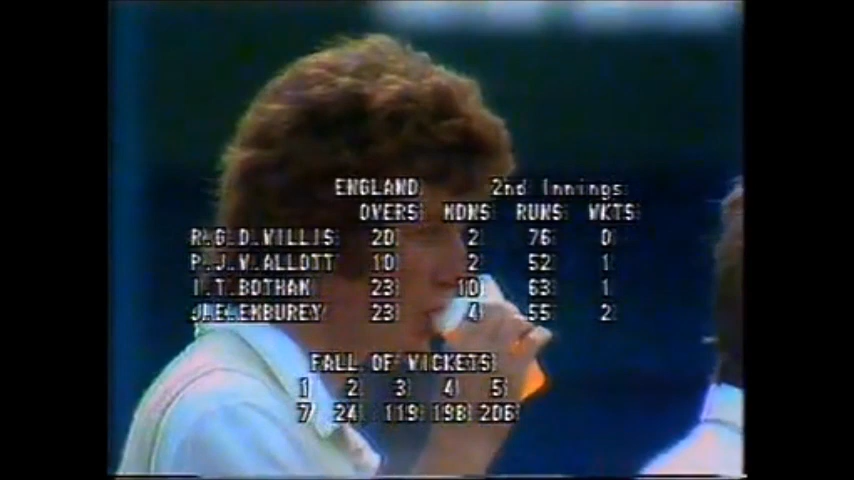 ENGLAND 2nd Innings
OVERS MDNS RUNS WKTS
R.G.D.WILLIS 20 2 76 0
P.J.W.ALLOTT 10 2 52 1
I.T.BOTHAM 23 10 63 1
J.E.EMBUREY 23 4 55 2
FALL OF WICKETS
1 2 3 4 5
7 24 119 198 206